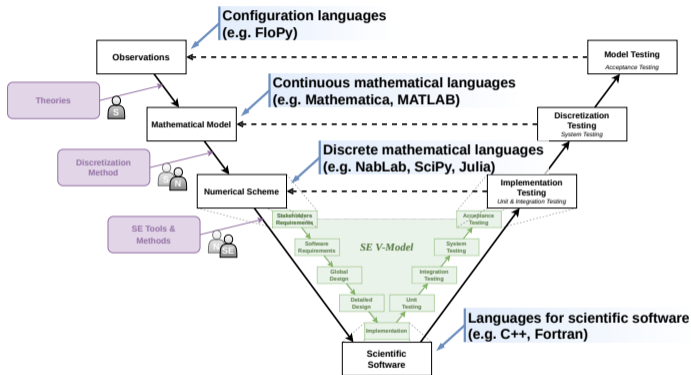 Configuration languages
(e.g. FloPy)
Observations
Model Testing
Acceptance Testing
Theories
S
Continuous mathematical languages
(e.g. Mathematica, MATLAB)
Mathematical Model
Discretization
Testing
System Testing
Discretization
Method
N
Discrete mathematical languages
(e.g. NabLab, SciPy, Julia)
Numerical Scheme
Implementation
Testing
Unit & Integration Testing
SE Tools &
Methods
SE
Stakeholders
Requirements
Acceptance
Testing
Software
Requirements
SE V-Model
System
Testing
Global
Design
Integration
Testing
Detailed
Design
Unit
Testing
Implementation
Languages for scientific software
(e.g. C++, Fortran)
Scientific
Software